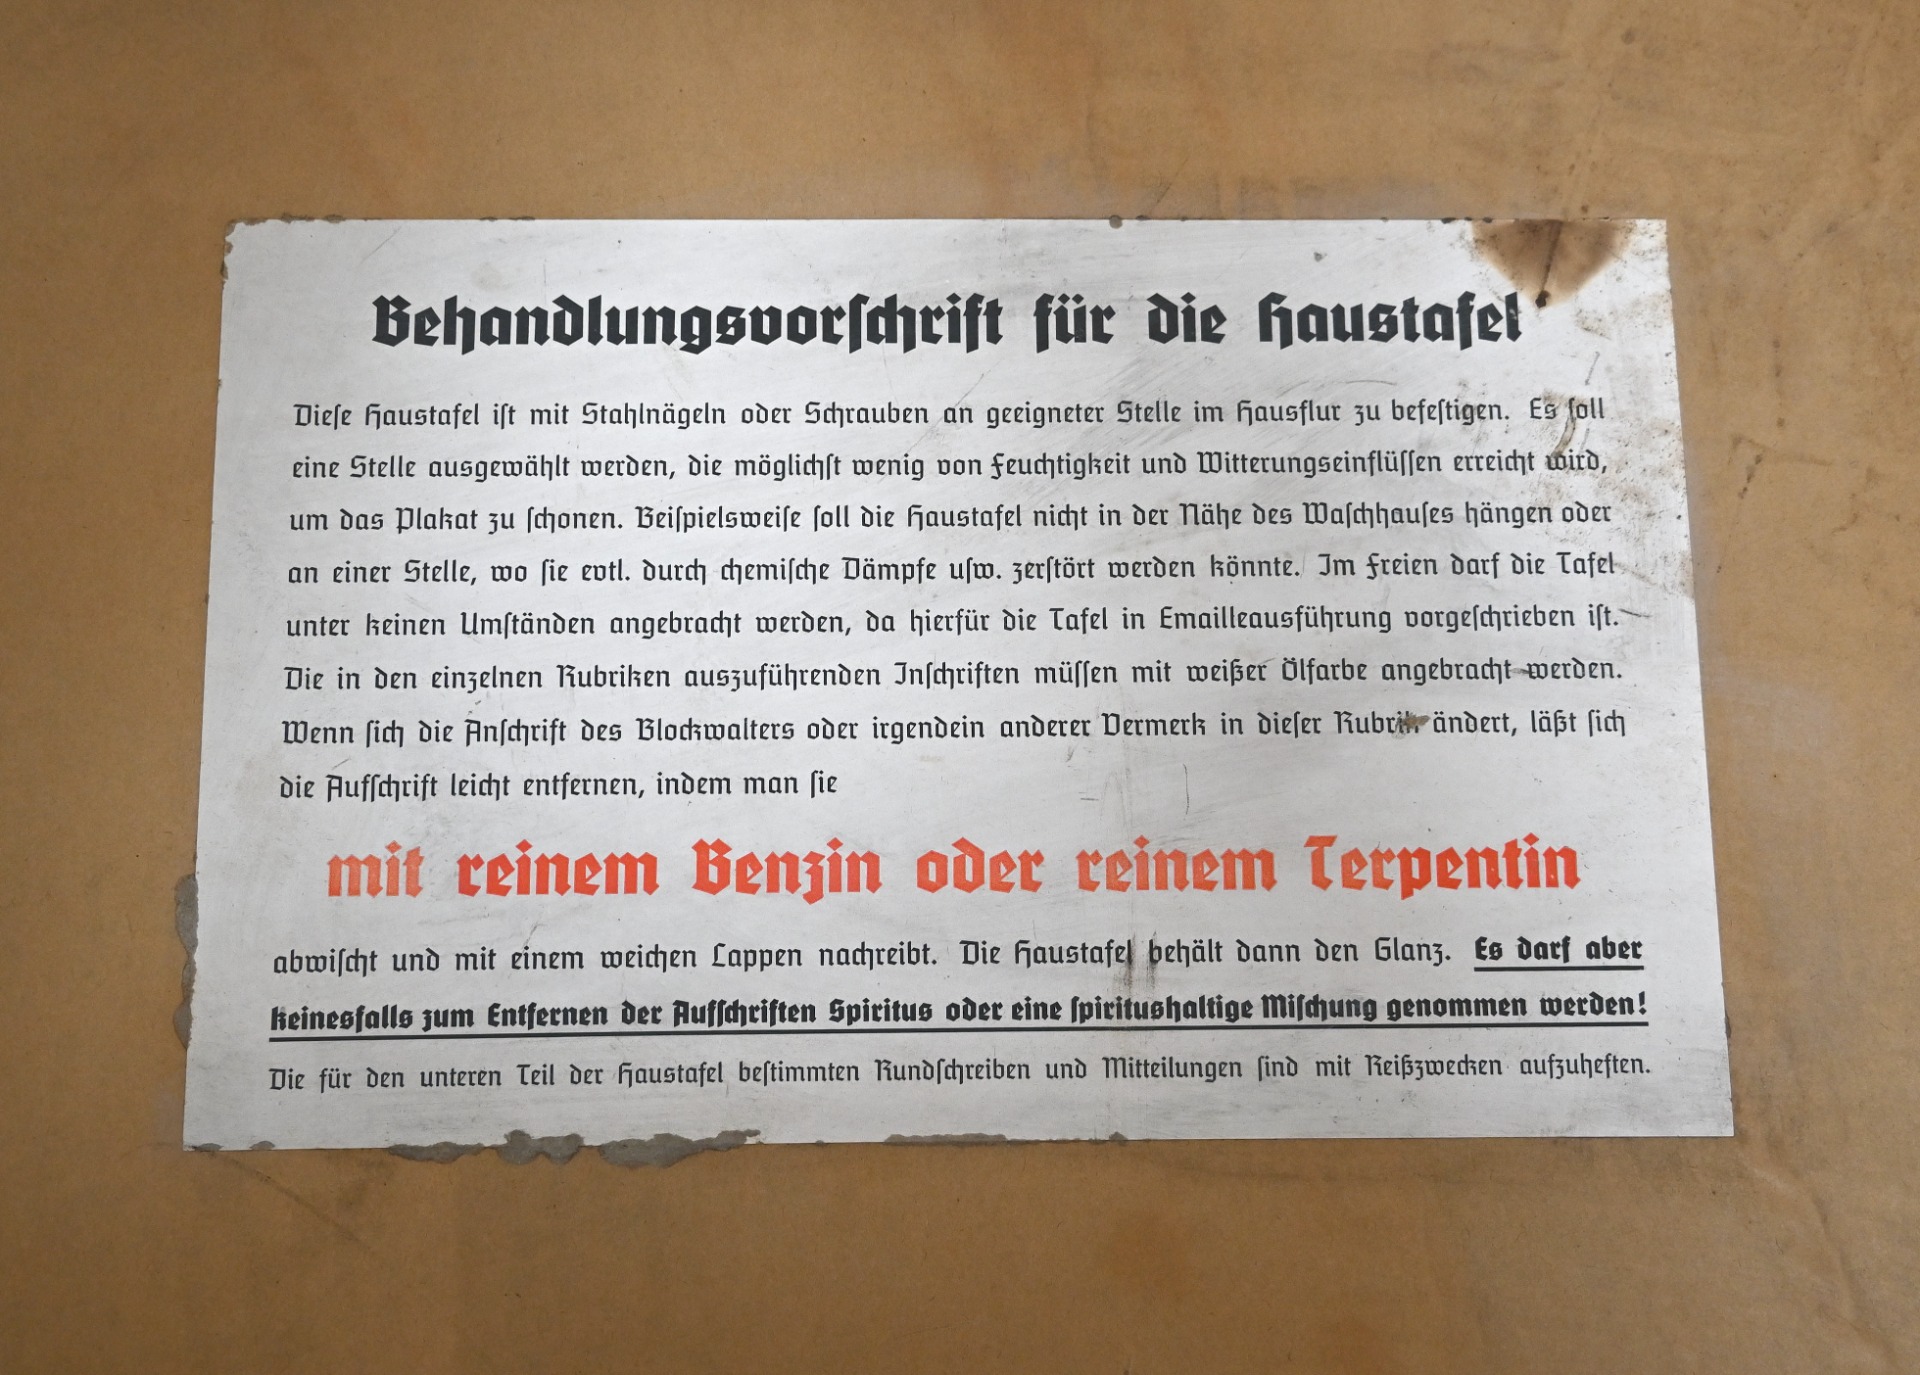 Behandlungsvorſchrift für die Haustafel
Dieſe Haustafel iſt mit Stahlnägeln oder Schrauben an geeigneter Stelle im Hausflur zu befeſtigen. Es ſoll
eine Stelle ausgewählt werden, die möglichſt wenig von Feuchtigkeit und Witterungseinflüſſen erreicht wird,
um das Plakat zu ſchonen. Beiſpielsweiſe ſoll die Haustafel nicht in der Nähe des Waſchhauſes hängen oder
an einer Stelle, wo ſie evtl. durch chemiſche Dämpfe uſw. zerſtört werden könnte. Im Freien darf die Tafel
unter keinen Umſtänden angebracht werden, da hierfür die Tafel in Emailleausführung vorgeſchrieben iſt.
Die in den einzelnen Rubriken auszuführenden Inſchriften müſſen mit weißer Ölfarbe angebracht werden.
Wenn ſich die Anſchrift des Blockwalters oder irgendein anderer Vermerk in dieſer Rubrik ändert, läßt ſich
die Aufſchrift leicht entfernen, indem man ſie
mit reinem Benzin oder reinem Terpentin
abwiſcht und mit einem weichen Lappen nachreibt. Die Haustafel behält dann den Glanz. Es darf aber
keinesfalls zum Entfernen der Aufſchriften Spiritus oder eine ſpiritushaltige Miſchung genommen werden!
Die für den unteren Teil der Haustafel beſtimmten Rundſchreiben und Mitteilungen ſind mit Reißzwecken aufzuheften.